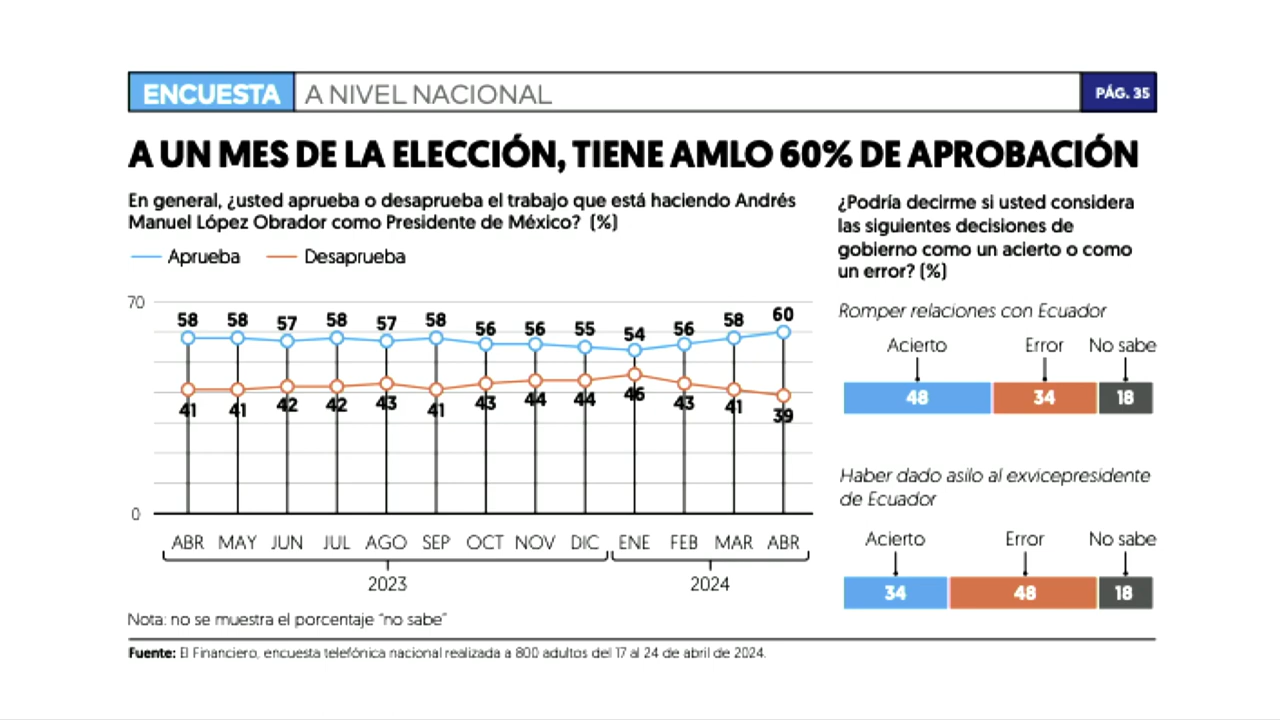 ENCUESTA A NIVEL NACIONAL PÁG. 35
A UN MES DE LA ELECCIÓN, TIENE AMLO 60% DE APROBACIÓN
En general, ¿usted aprueba o desaprueba el trabajo que está haciendo Andrés
Manuel López Obrador como Presidente de México? (%)
Aprueba Desaprueba
70
58 58 57 58 57 58 56 56 55 54 56 58 60
41 41 42 42 43 41 43 44 44 46 43 41 39
0
ABR MAY JUN JUL AGO SEP OCT NOV DIC ENE FEB MAR ABR
2023 2024
Nota: no se muestra el porcentaje “no sabe”
¿Podría decirme si usted considera
las siguientes decisiones de
gobierno como un acierto o como
un error? (%)
Romper relaciones con Ecuador
Acierto Error No sabe
48 34 18
Haber dado asilo al exvicepresidente
de Ecuador
Acierto Error No sabe
34 48 18
Fuente: El Financiero, encuesta telefónica nacional realizada a 800 adultos del 17 al 24 de abril de 2024.